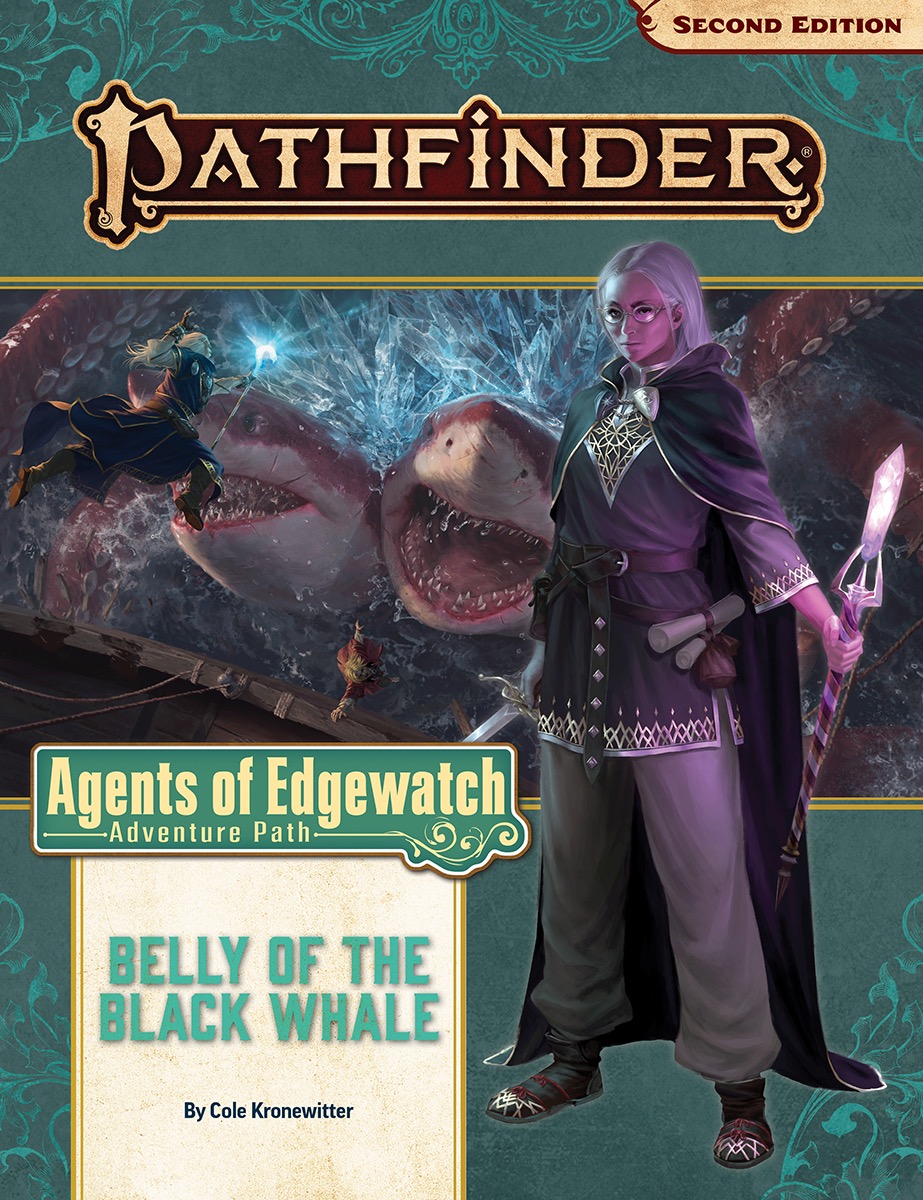 SECOND EDITION
PATHFINDER®
Agents of Edgewatch
Adventure Path
BELLY OF THE
BLACK WHALE
By Cole Kronewitter